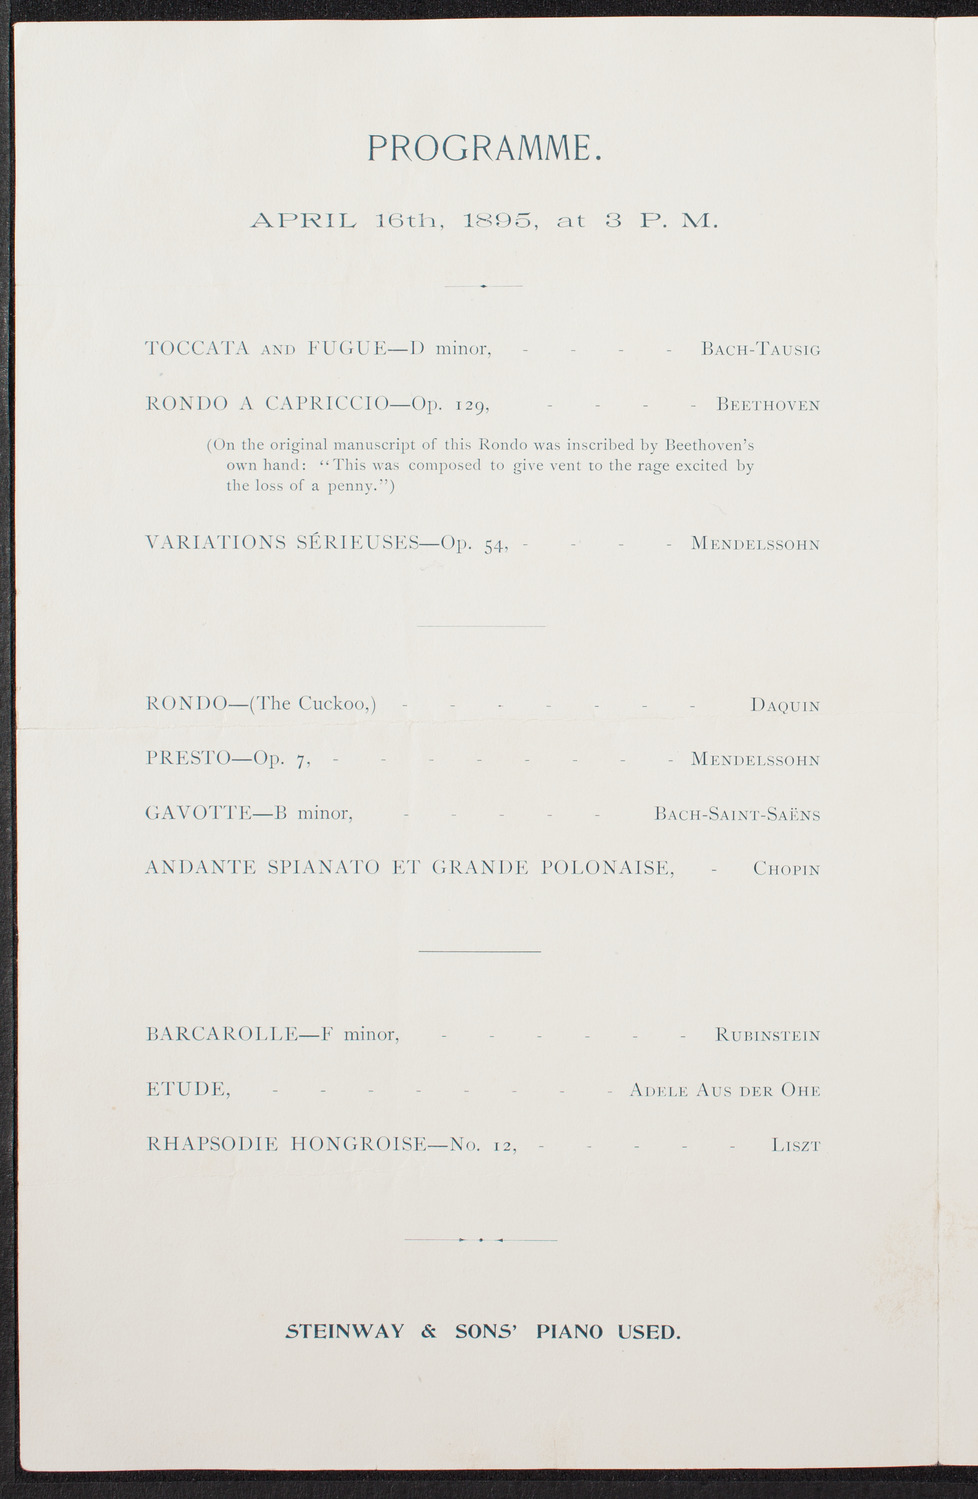 PROGRAMME.
APRIL 16th, 1895, at 3 P. M.
TOCCATA AND FUGUE—D minor, - - - - BACH-TAUSIG
RONDO A CAPRICCIO—Op. 129, - - - - BEETHOVEN
(On the original manuscript of this Rondo was inscribed by Beethoven's
own hand: "This was composed to give vent to the rage excited by
the loss of a penny.")
VARIATIONS SÉRIEUSES—Op. 54, - - - - MENDELSSOHN
RONDO—(The Cuckoo,) - - - - - - - DAQUIN
PRESTO—Op. 7, - - - - - - - - MENDELSSOHN
GAVOTTE—B minor, - - - - - BACH-SAINT-SAËNS
ANDANTE SPIANATO ET GRANDE POLONAISE, - CHOPIN
BARCAROLLE—F minor, - - - - - - RUBINSTEIN
ETUDE, - - - - - - - - ADELE AUS DER OHE
RHAPSODIE HONGROISE—No. 12, - - - - - LISZT
STEINWAY & SONS' PIANO USED.